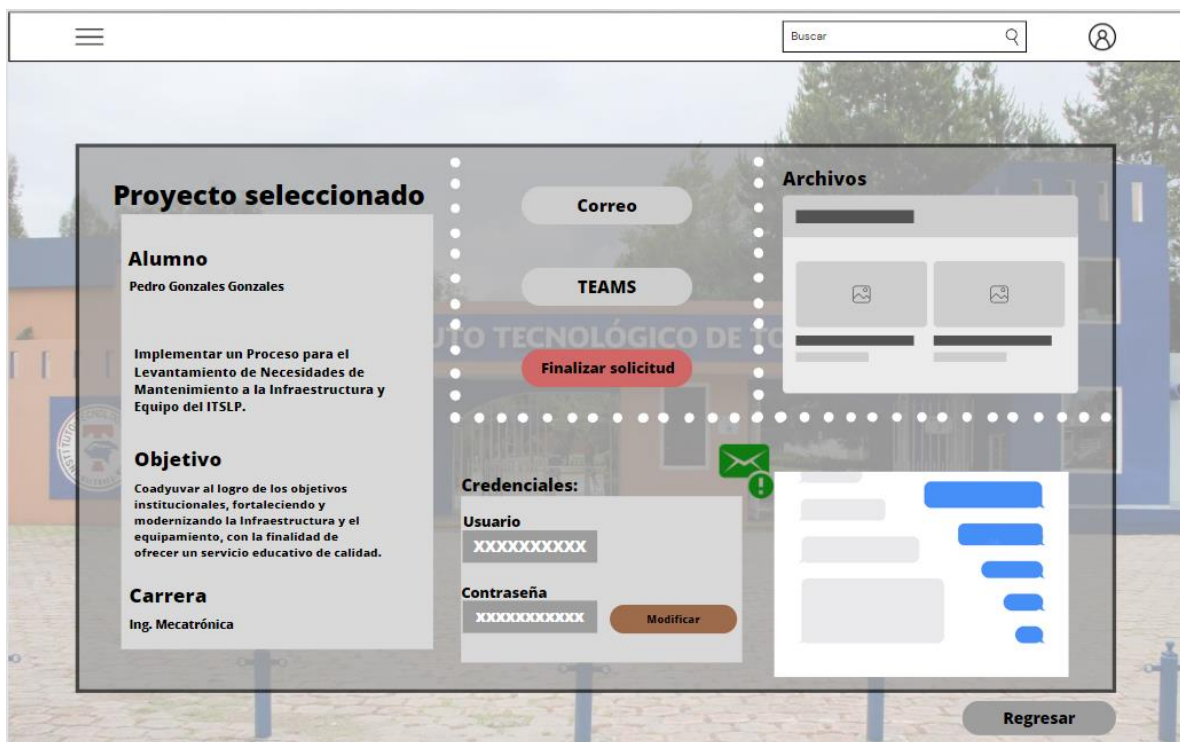 Buscar
Proyecto seleccionado
Alumno
Pedro Gonzales Gonzales
Implementar un Proceso para el
Levantamiento de Necesidades de
Mantenimiento a la Infraestructura y
Equipo del ITSLP.
Objetivo
Coadyuvar al logro de los objetivos
institucionales, fortaleciendo y
modernizando la Infraestructura y el
equipamiento, con la finalidad de
ofrecer un servicio educativo de calidad.
Carrera
Ing. Mecatrónica
Correo
TEAMS
TECNOLÓGICO DE
Finalizar solicitud
Archivos
Credenciales:
Usuario
XXXXXXXXXX
Contraseña
XXXXXXXXXXX
Modificar
Regresar